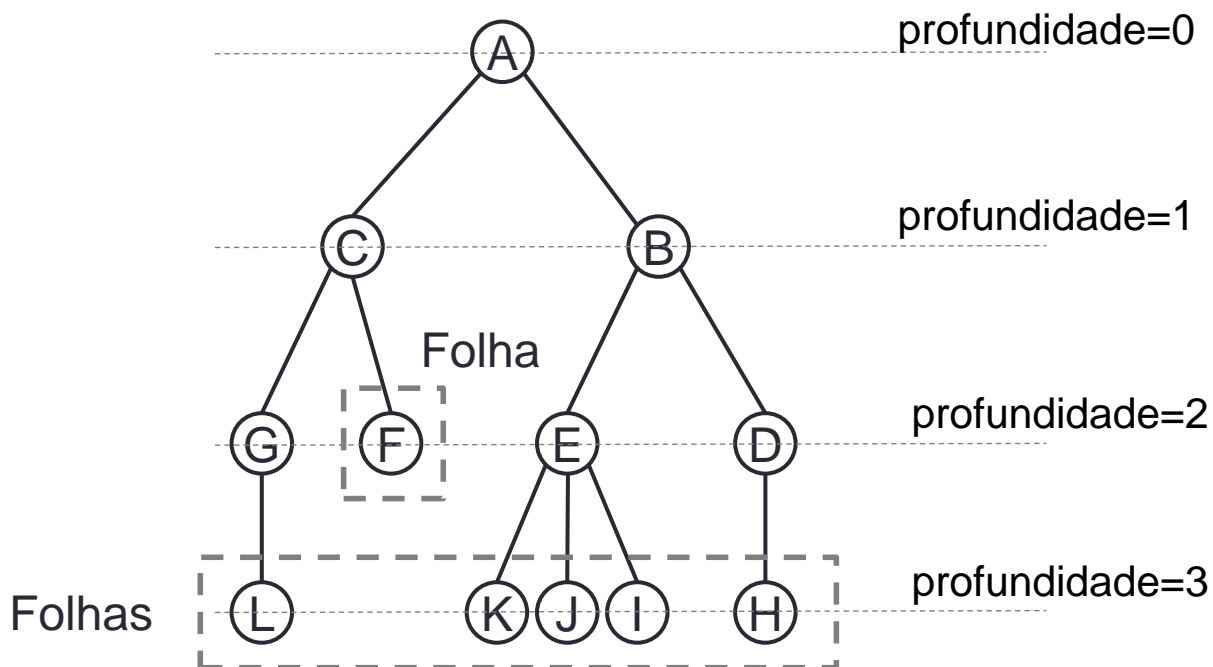 profundidade=0
A
profundidade=1
C B
Folha
profundidade=2
G F E D
profundidade=3
Folhas L K J I H